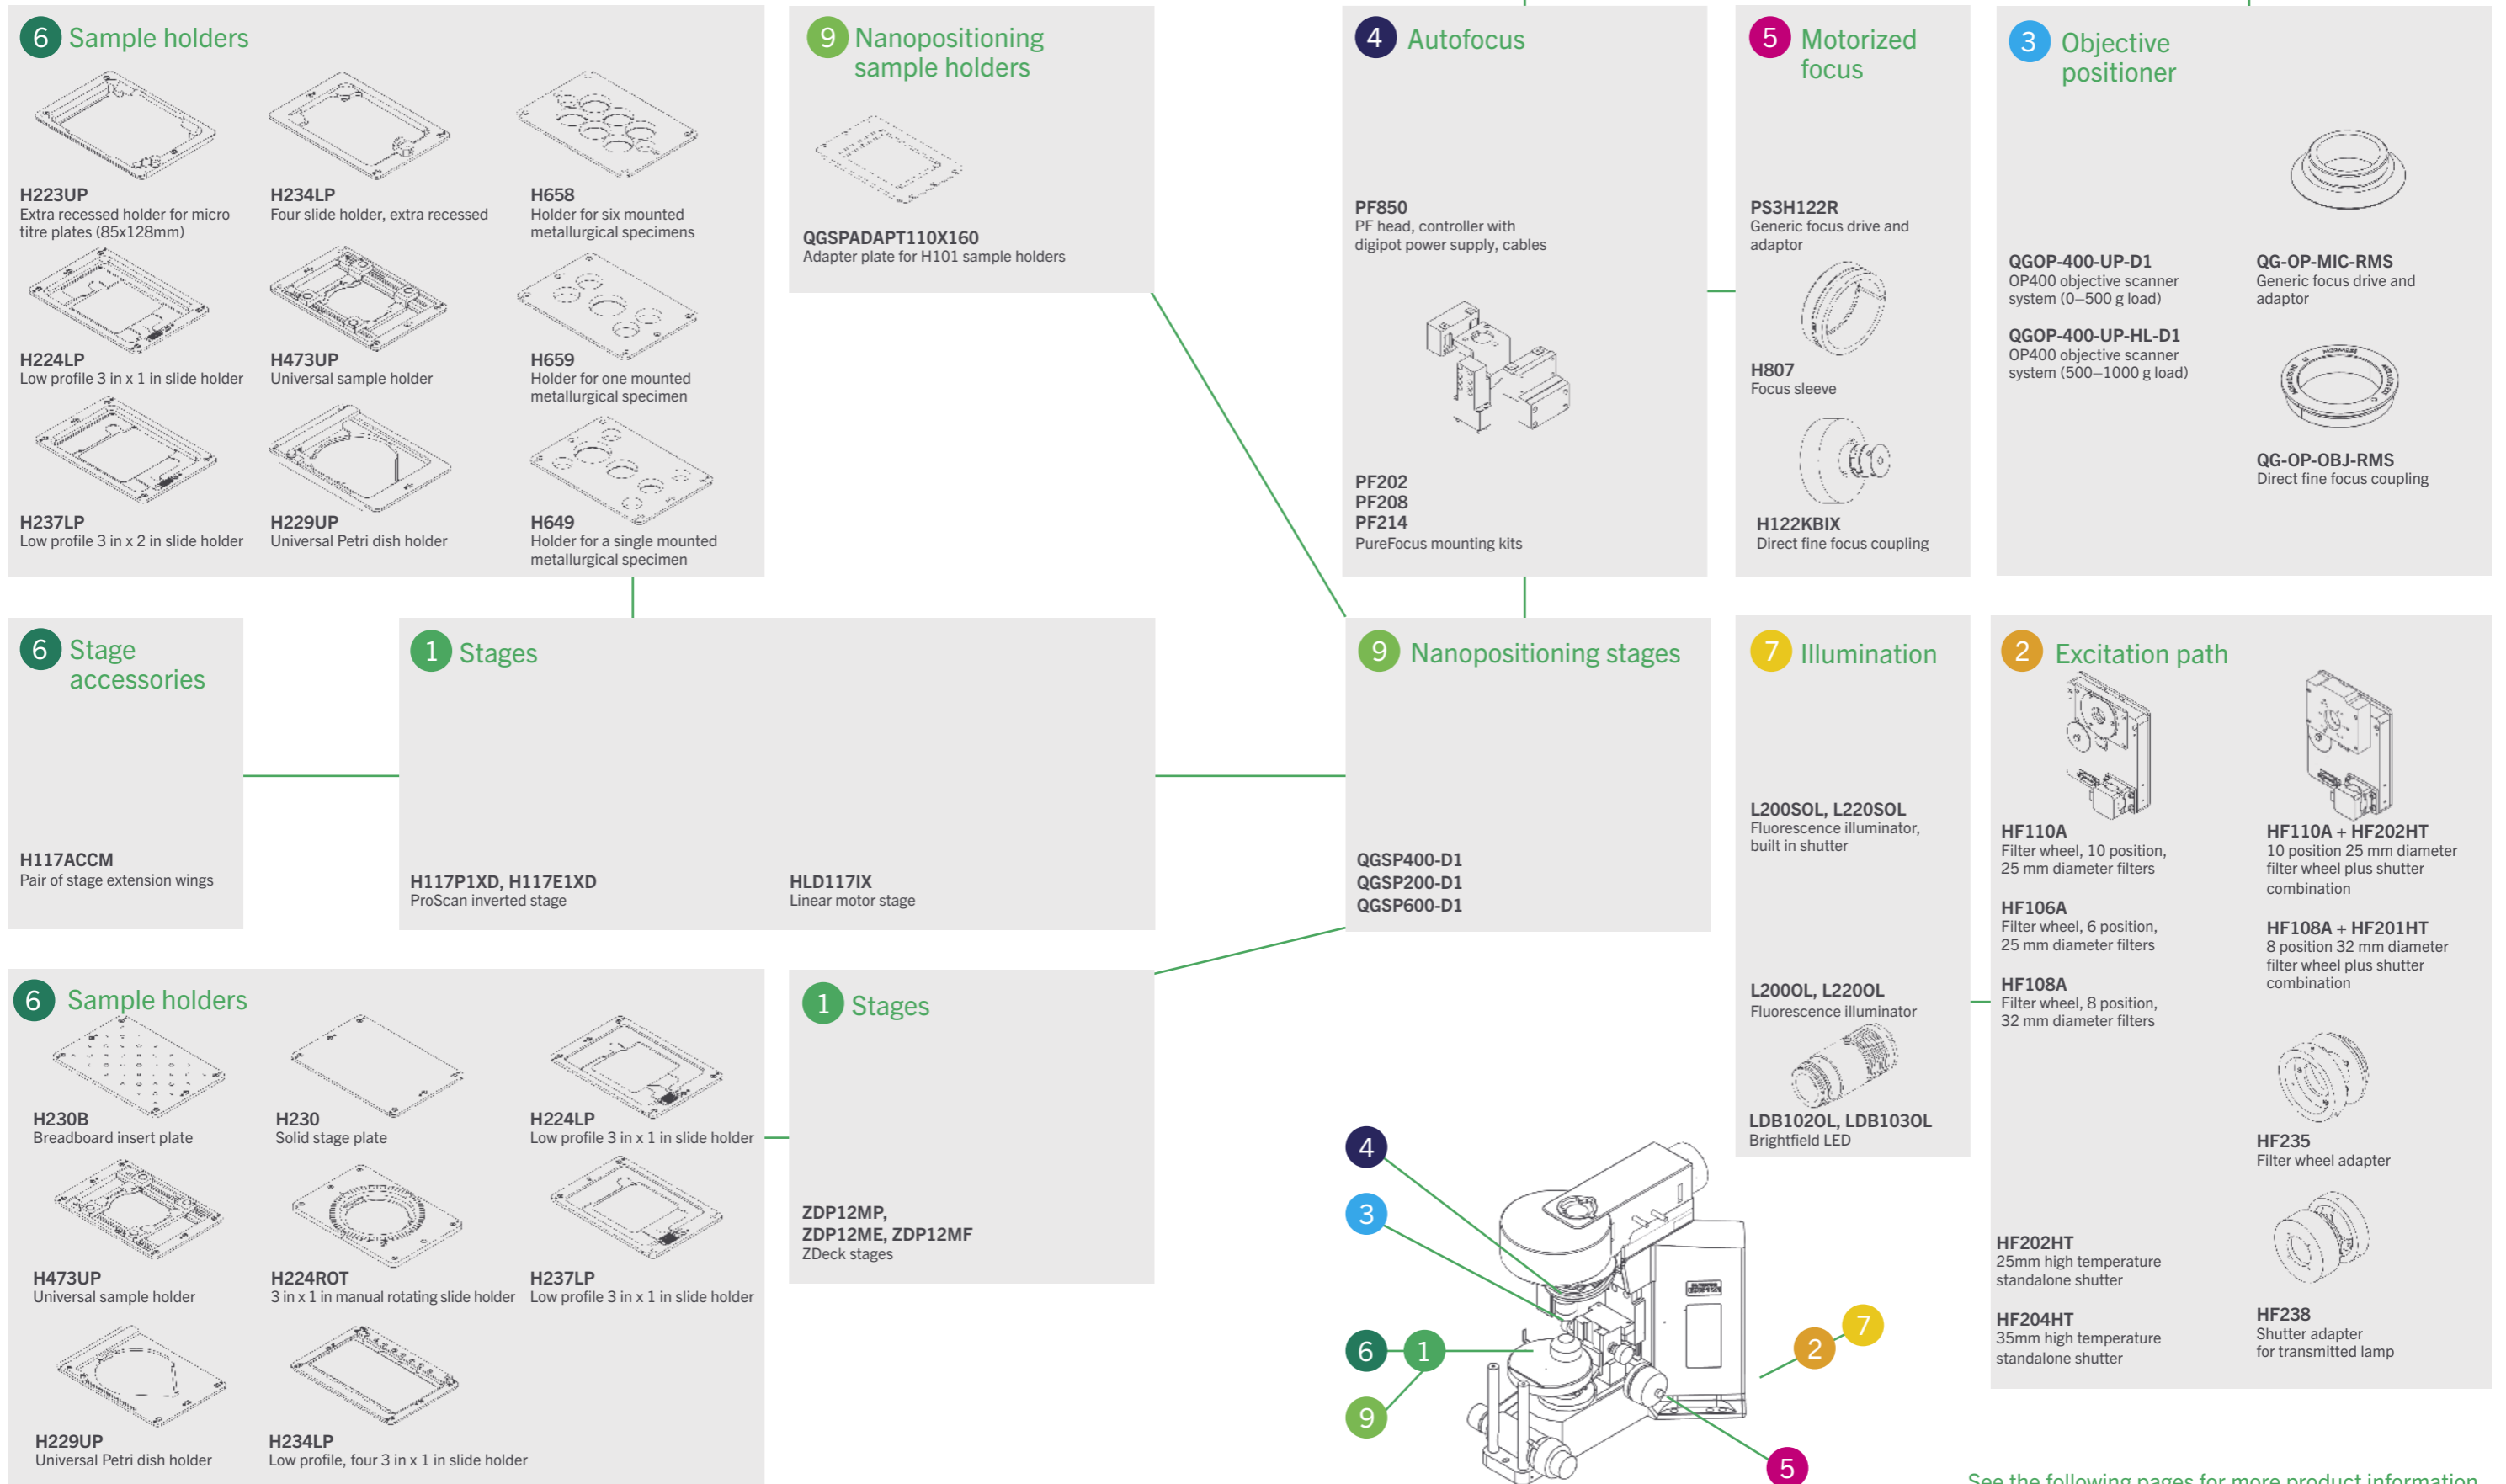 6 Sample holders
H223UP
Extra recessed holder for micro
titre plates (85x128mm)
H234LP
Four slide holder, extra recessed
H658
Holder for six mounted
metallurgical specimens
H224LP
Low profile 3 in x 1 in slide holder
H473UP
Universal sample holder
H659
Holder for one mounted
metallurgical specimen
H237LP
Low profile 3 in x 2 in slide holder
H229UP
Universal Petri dish holder
H649
Holder for a single mounted
metallurgical specimen
9 Nanopositioning
sample holders
QGSPADAPT110X160
Adapter plate for H101 sample holders
4 Autofocus
PF850
PF head, controller with
digipot power supply, cables
PF202
PF208
PF214
PureFocus mounting kits
5 Motorized
focus
PS3H122R
Generic focus drive and
adaptor
H807
Focus sleeve
H122KBIX
Direct fine focus coupling
3 Objective
positioner
QGOP-400-UP-D1
OP400 objective scanner
system (0–500 g load)
QGOP-400-UP-HL-D1
OP400 objective scanner
system (500–1000 g load)
QG-OP-MIC-RMS
Generic focus drive and
adaptor
QG-OP-OBJ-RMS
Direct fine focus coupling
6 Stage
accessories
H117ACCM
Pair of stage extension wings
1 Stages
H117P1XD, H117E1XD
ProScan inverted stage
HLD117IX
Linear motor stage
9 Nanopositioning stages
QGSP400-D1
QGSP200-D1
QGSP600-D1
7 Illumination
L200SOL, L220SOL
Fluorescence illuminator,
built in shutter
L200OL, L220OL
Fluorescence illuminator
LDB102OL, LDB103OL
Brightfield LED
2 Excitation path
HF110A
Filter wheel, 10 position,
25 mm diameter filters
HF106A
Filter wheel, 6 position,
25 mm diameter filters
HF108A
Filter wheel, 8 position,
32 mm diameter filters
HF202HT
25mm high temperature
standalone shutter
HF204HT
35mm high temperature
standalone shutter
HF110A + HF202HT
10 position 25 mm diameter
filter wheel plus shutter
combination
HF108A + HF201HT
8 position 32 mm diameter
filter wheel plus shutter
combination
HF235
Filter wheel adapter
HF238
Shutter adapter
for transmitted lamp
6 Sample holders
H230B
Breadboard insert plate
H230
Solid stage plate
H224LP
Low profile 3 in x 1 in slide holder
H473UP
Universal sample holder
H224ROT
3 in x 1 in manual rotating slide holder
H237LP
Low profile 3 in x 1 in slide holder
H229UP
Universal Petri dish holder
H234LP
Low profile, four 3 in x 1 in slide holder
1 Stages
ZDP12MP,
ZDP12ME, ZDP12MF
ZDeck stages
4
3
6 1
9
2 7
5
See the following pages for more product information